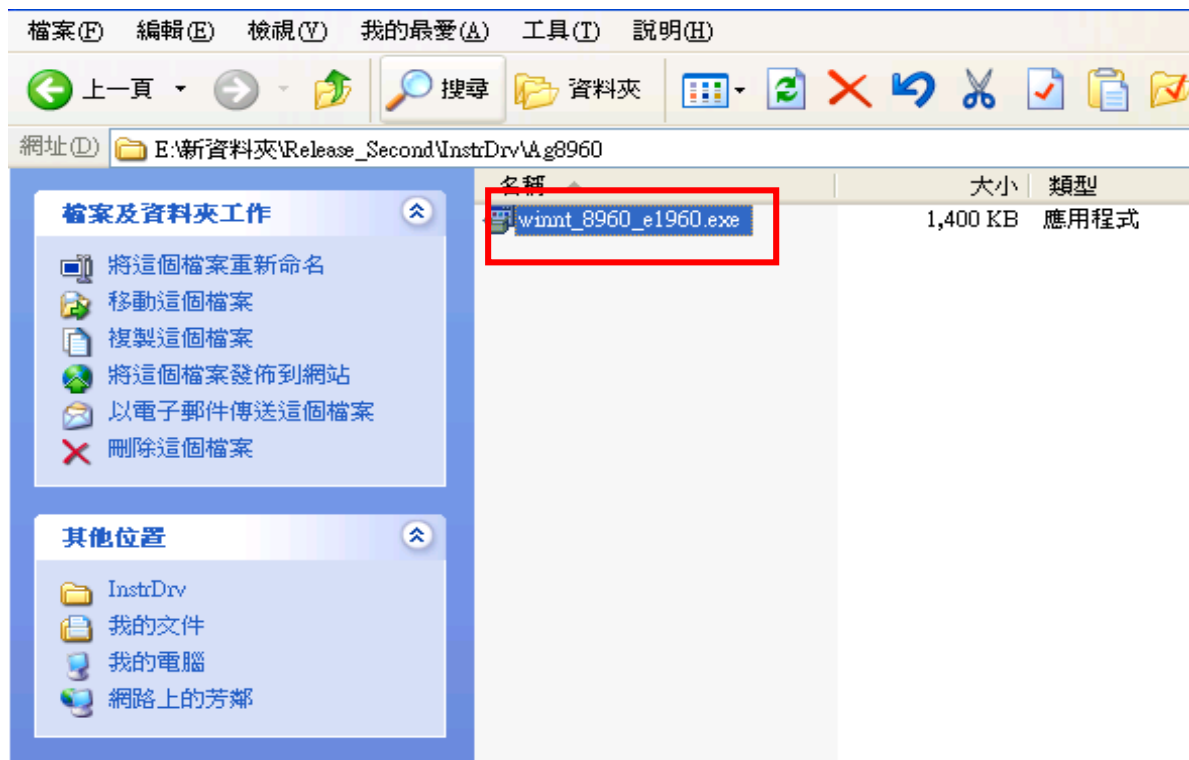 檔案(F) 編輯(E) 檢視(V) 我的最愛(A) 工具(T) 說明(H)
上一頁 搜尋 資料夾
網址(D) E:\新資料夾\Release_Second\InstrDrv\Ag8960
名稱 大小 類型
winnt_8960_e1960.exe 1,400 KB 應用程式
檔案及資料夾工作
將這個檔案重新命名
移動這個檔案
複製這個檔案
將這個檔案發佈到網站
以電子郵件傳送這個檔案
刪除這個檔案
其他位置
InstrDrv
我的文件
我的電腦
網路上的芳鄰